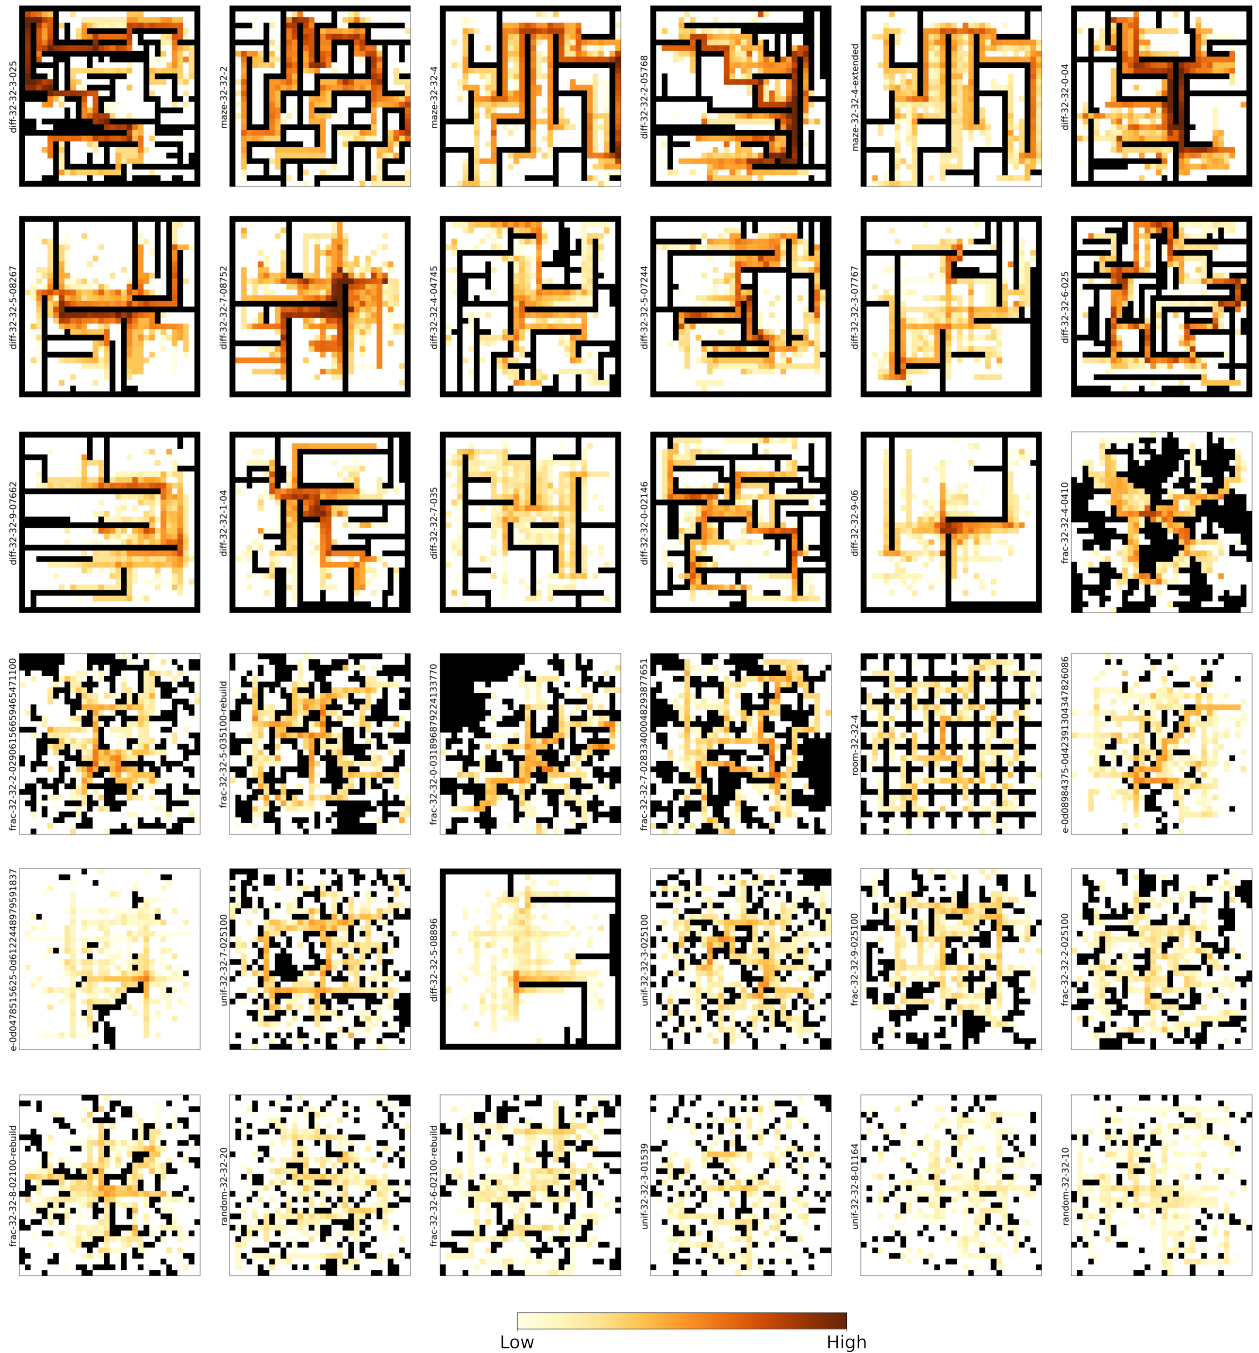 diff-32-32-3-025
maze-32-32-2
maze-32-32-4
diff-32-32-2-05768
maze-32-32-4-extended
diff-32-32-0-04
diff-32-32-5-08267
diff-32-32-7-08752
diff-32-32-4-04745
diff-32-32-5-07244
diff-32-32-3-07767
diff-32-32-6-025
diff-32-32-9-07662
diff-32-32-1-04
diff-32-32-7-035
diff-32-32-0-02146
diff-32-32-9-06
frac-32-32-4-0410
frac-32-32-2-0290615665946547​1100
frac-32-32-5-035100-rebuild
frac-32-32-0-03189687922413​3770
frac-32-32-7-02833400048293877651
room-32-32-4
e-0d08984375-0d42391304347826086
e-0d0478515625-0d6122448979591837
unif-32-32-7-025100
diff-32-32-5-08896
unif-32-32-3-025100
frac-32-32-9-025100
frac-32-32-2-025100
frac-32-32-8-02100-rebuild
random-32-32-20
frac-32-32-6-02100-rebuild
unif-32-32-3-01539
unif-32-32-8-01164
random-32-32-10
Low
High